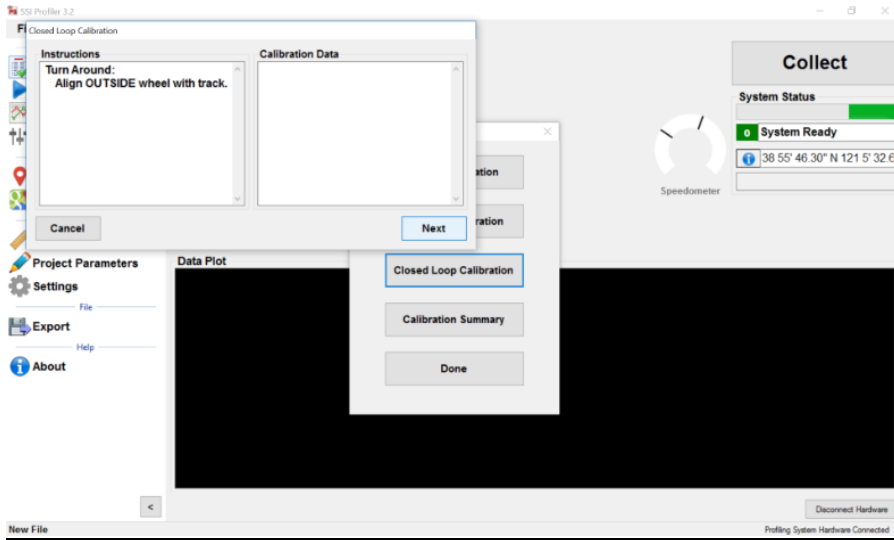 SSI Profiler 3.2
Fi
Closed Loop Calibration
Instructions
Turn Around:
Align OUTSIDE wheel with track.
Calibration Data
Cancel
Next
ation
ration
Closed Loop Calibration
Calibration Summary
Done
Collect
System Status
0 System Ready
38 55' 46.30" N 121 5' 32.6
Speedometer
Project Parameters
Settings
File
Export
Help
About
Data Plot
<
Disconnect Hardware
New File
Profiling System Hardware Connected